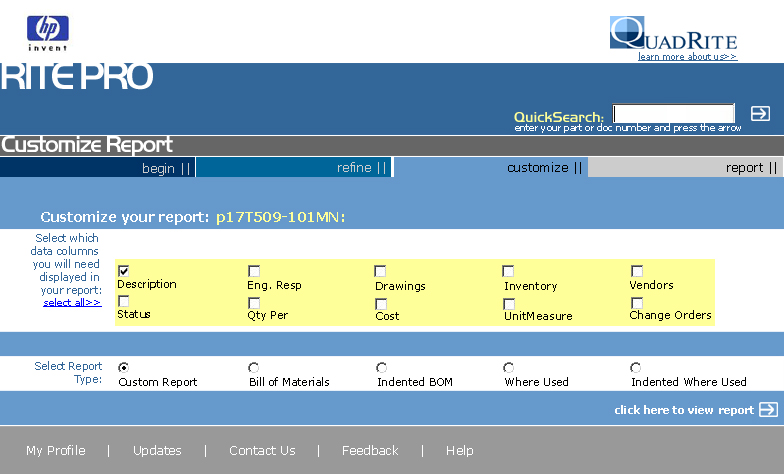 hp
invent
QUADRITE
learn more about us>>
RITE PRO
QuickSearch:
enter your part or doc number and press the arrow
Customize Report
begin || refine || customize || report ||
Customize your report: p17T509-101MN:
Select which
data columns
you will need
displayed in
your report:
select all>>
Description Eng. Resp Drawings Inventory Vendors
Status Qty Per Cost UnitMeasure Change Orders
Select Report
Type:
Custom Report Bill of Materials Indented BOM Where Used Indented Where Used
click here to view report
My Profile | Updates | Contact Us | Feedback | Help